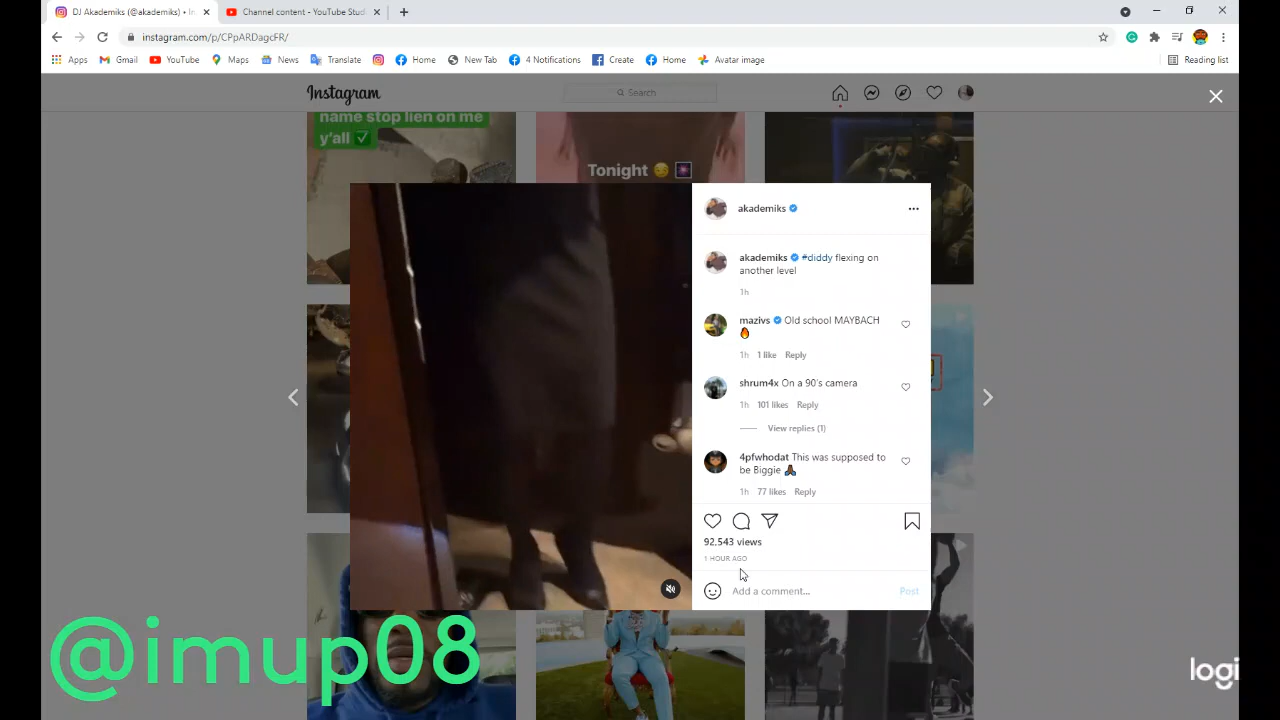 DJ Akademiks (@akademiks) • In
Channel content - YouTube Stud
instagram.com/p/CPpARDagcFR/
Apps
Gmail
YouTube
Maps
News
Translate
Home
New Tab
4 Notifications
Create
Home
Avatar image
Reading list
Instagram
Search
name stop lien on me
y'all ✅
Tonight 😏 🎆
akademiks
akademiks #diddy flexing on
another level
1h
mazivs Old school MAYBACH
🔥
1h 1 like Reply
shrum4x On a 90's camera
1h 101 likes Reply
View replies (1)
4pfwhodat This was supposed to
be Biggie 🙏🏾
1h 77 likes Reply
92,543 views
1 HOUR AGO
Add a comment...
Post
@imup08
logi